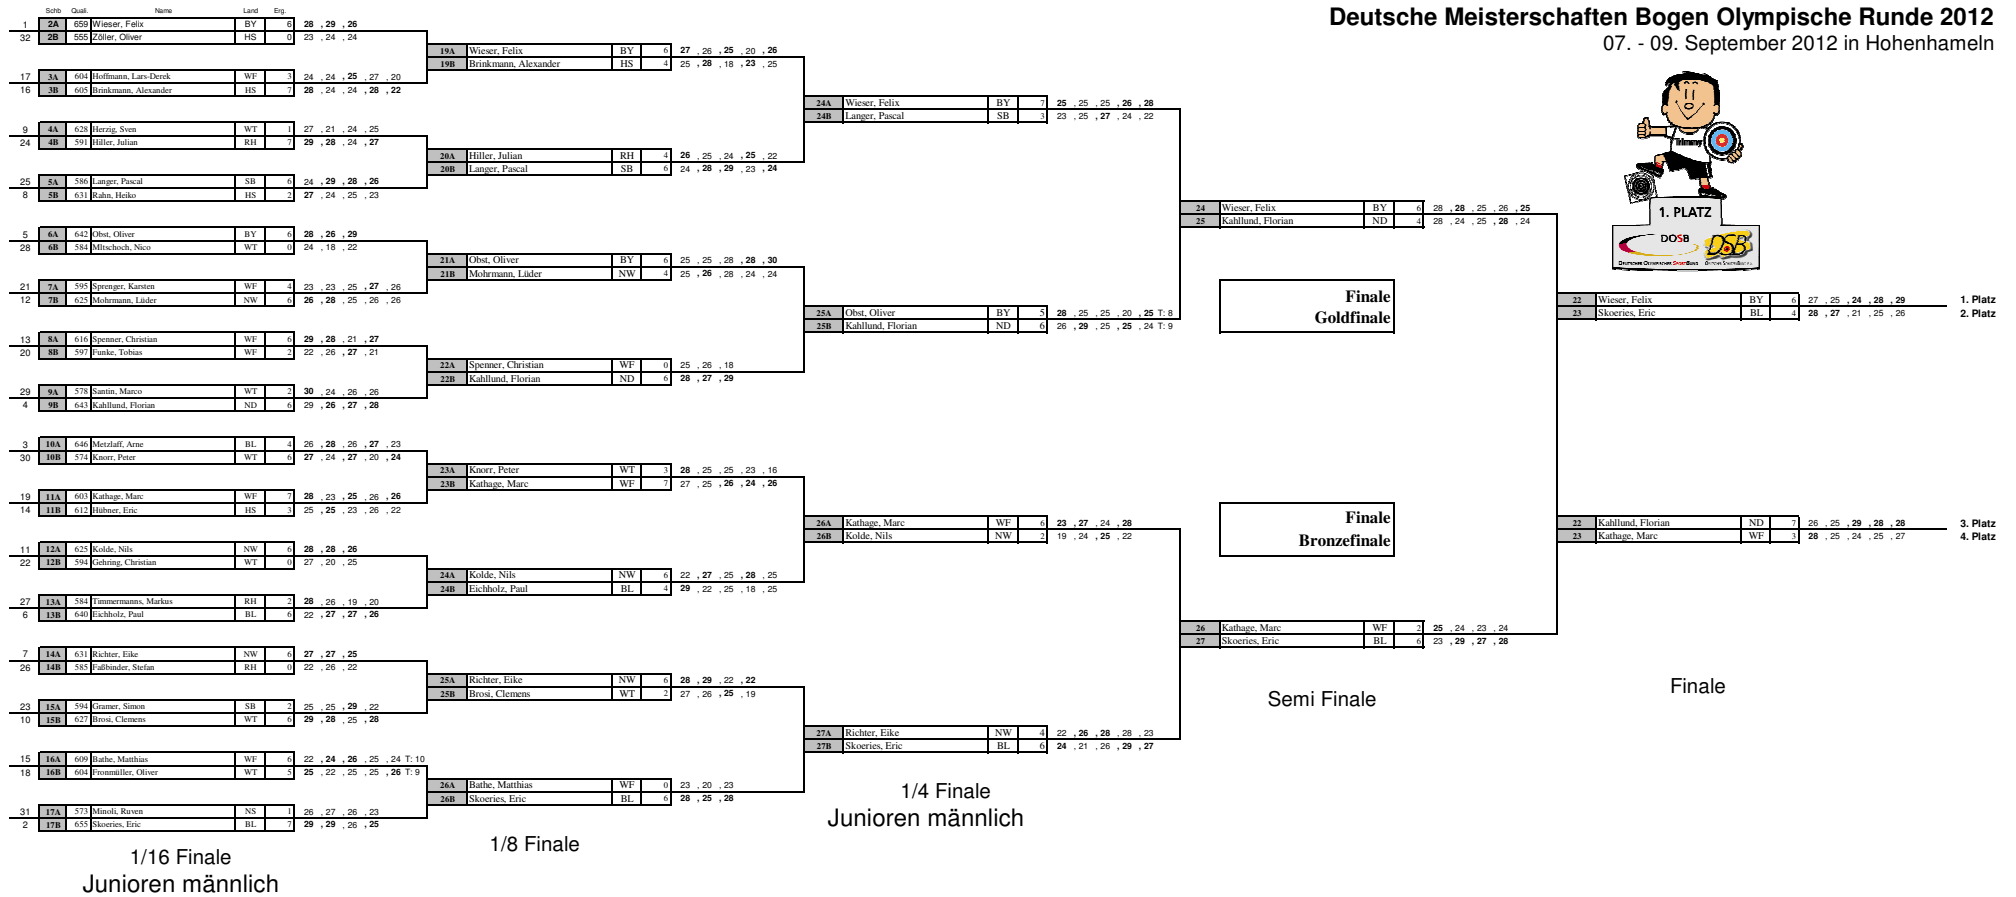 Deutsche Meisterschaften Bogen Olympische Runde 2012
07. - 09. September 2012 in Hohenhameln
Schb Quali. Name Land Erg.
1 2A 659 Wieser, Felix BY 6 28 , 29 , 26
32 2B 555 Zöller, Oliver HS 0 23 , 24 , 24
17 3A 604 Hoffmann, Lars-Derek WF 3 24 , 24 , 25 , 27 , 20
16 3B 605 Brinkmann, Alexander HS 7 28 , 24 , 24 , 28 , 22
9 4A 628 Herzig, Sven WT 1 27 , 21 , 24 , 25
24 4B 591 Hiller, Julian RH 7 29 , 28 , 24 , 27
25 5A 586 Langer, Pascal SB 6 24 , 29 , 28 , 26
8 5B 631 Rahn, Heiko HS 2 27 , 24 , 25 , 23
5 6A 642 Obst, Oliver BY 6 28 , 26 , 29
28 6B 584 MItschoch, Nico WT 0 24 , 18 , 22
21 7A 595 Sprenger, Karsten WF 4 23 , 23 , 25 , 27 , 26
12 7B 625 Mohrmann, Lüder NW 6 26 , 28 , 25 , 26 , 26
13 8A 616 Spenner, Christian WF 6 29 , 28 , 21 , 27
20 8B 597 Funke, Tobias WF 2 22 , 26 , 27 , 21
29 9A 578 Santin, Marco WT 2 30 , 24 , 26 , 26
4 9B 643 Kahllund, Florian ND 6 29 , 26 , 27 , 28
3 10A 646 Metzlaff, Arne BL 4 26 , 28 , 26 , 27 , 23
30 10B 574 Knorr, Peter WT 6 27 , 24 , 27 , 20 , 24
19 11A 603 Kathage, Marc WF 7 28 , 23 , 25 , 26 , 26
14 11B 612 Hübner, Eric HS 3 25 , 25 , 23 , 26 , 22
11 12A 625 Kolde, Nils NW 6 28 , 28 , 26
22 12B 594 Gehring, Christian WT 0 27 , 20 , 25
27 13A 584 Timmermanns, Markus RH 2 28 , 26 , 19 , 20
6 13B 640 Eichholz, Paul BL 6 22 , 27 , 27 , 26
7 14A 631 Richter, Eike NW 6 27 , 27 , 25
26 14B 585 Faßbinder, Stefan RH 0 22 , 26 , 22
23 15A 594 Gramer, Simon SB 2 25 , 25 , 29 , 22
10 15B 627 Brosi, Clemens WT 6 29 , 28 , 25 , 28
15 16A 609 Bathe, Matthias WF 6 22 , 24 , 26 , 25 , 24 T: 10
18 16B 604 Fronmüller, Oliver WT 5 25 , 22 , 25 , 25 , 26 T: 9
31 17A 573 Minoli, Ruven NS 1 26 , 27 , 26 , 23
2 17B 655 Skoeries, Eric BL 7 29 , 29 , 26 , 25
1/16 Finale
Junioren männlich
19A Wieser, Felix BY 6 27 , 26 , 25 , 20 , 26
19B Brinkmann, Alexander HS 4 25 , 28 , 18 , 23 , 25
20A Hiller, Julian RH 4 26 , 25 , 24 , 25 , 22
20B Langer, Pascal SB 6 24 , 28 , 29 , 23 , 24
21A Obst, Oliver BY 6 25 , 25 , 28 , 28 , 30
21B Mohrmann, Lüder NW 4 25 , 26 , 28 , 24 , 24
22A Spenner, Christian WF 0 25 , 26 , 18
22B Kahllund, Florian ND 6 28 , 27 , 29
23A Knorr, Peter WT 3 28 , 25 , 25 , 23 , 16
23B Kathage, Marc WF 7 27 , 25 , 26 , 24 , 26
24A Kolde, Nils NW 6 22 , 27 , 25 , 28 , 25
24B Eichholz, Paul BL 4 29 , 22 , 25 , 18 , 25
25A Richter, Eike NW 6 28 , 29 , 22 , 22
25B Brosi, Clemens WT 2 27 , 26 , 25 , 19
26A Bathe, Matthias WF 0 23 , 20 , 23
26B Skoeries, Eric BL 6 28 , 25 , 28
1/8 Finale
24A Wieser, Felix BY 7 25 , 25 , 25 , 26 , 28
24B Langer, Pascal SB 3 23 , 25 , 27 , 24 , 22
25A Obst, Oliver BY 5 28 , 25 , 25 , 20 , 25 T: 8
25B Kahllund, Florian ND 6 26 , 29 , 25 , 25 , 24 T: 9
26A Kathage, Marc WF 6 23 , 27 , 24 , 28
26B Kolde, Nils NW 2 19 , 24 , 25 , 22
27A Richter, Eike NW 4 22 , 26 , 28 , 28 , 23
27B Skoeries, Eric BL 6 24 , 21 , 26 , 29 , 27
1/4 Finale
Junioren männlich
24 Wieser, Felix BY 6 28 , 28 , 25 , 26 , 25
25 Kahllund, Florian ND 4 28 , 24 , 25 , 28 , 24
Finale
Goldfinale
Finale
Bronzefinale
26 Kathage, Marc WF 2 25 , 24 , 23 , 24
27 Skoeries, Eric BL 6 23 , 29 , 27 , 28
Semi Finale
Trimmy
1. PLATZ
DOSB
DSB
DEUTSCHER OLYMPISCHER SPORTBUND
22 Wieser, Felix BY 6 27 , 25 , 24 , 28 , 29 1. Platz
23 Skoeries, Eric BL 4 28 , 27 , 21 , 25 , 26 2. Platz
22 Kahllund, Florian ND 7 26 , 25 , 29 , 28 , 28 3. Platz
23 Kathage, Marc WF 3 28 , 25 , 24 , 25 , 27 4. Platz
Finale